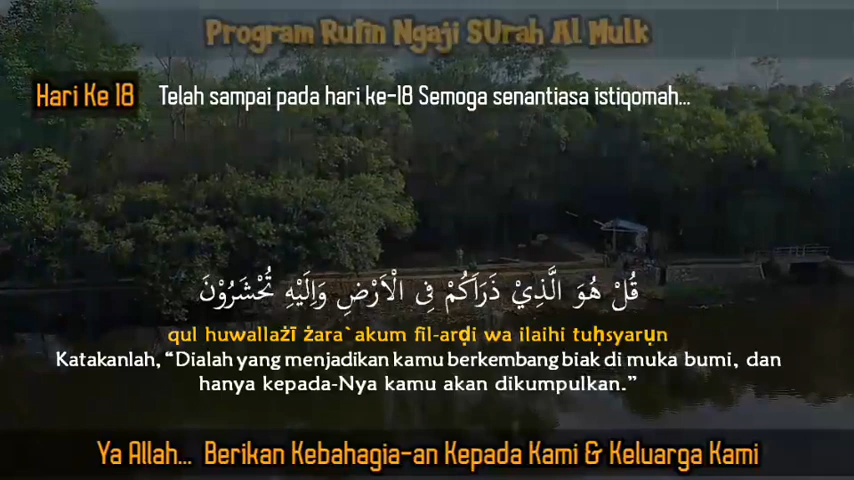 Program Rutin Ngaji SUrah Al Mulk
Hari Ke 18 Telah sampai pada hari ke-18 Semoga senantiasa istiqomah...
قُلْ هُوَ الَّذِيْ ذَرَاَكُمْ فِى الْاَرْضِ وَاِلَيْهِ تُحْشَرُوْنَ
qul huwallażī żara`akum fil-arḍi wa ilaihi tuḥsyarụn
Katakanlah, “Dialah yang menjadikan kamu berkembang biak di muka bumi, dan
hanya kepada-Nya kamu akan dikumpulkan.”
Ya Allah... Berikan Kebahagia-an Kepada Kami & Keluarga Kami